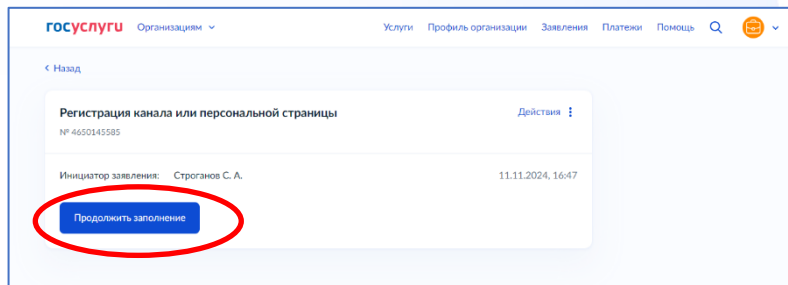 госуслуги Организациям Услуги Профиль организации Заявления Платежи Помощь
Назад
Регистрация канала или персональной страницы Действия
№ 4650145585
Инициатор заявления: Строганов С. А. 11.11.2024, 16:47
Продолжить заполнение